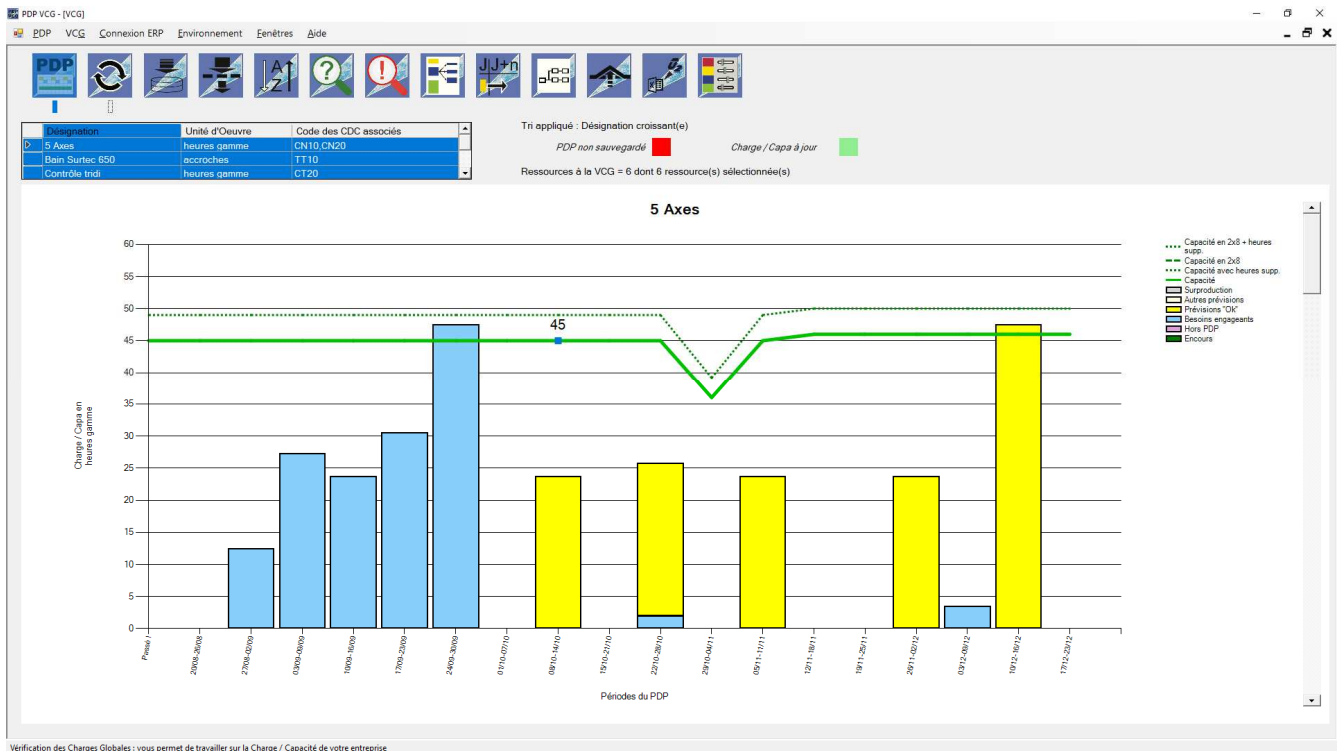 PDP VCG - [VCG]
PDP VCG Connexion ERP Environnement Fenêtres Aide
PDP
A
Z
?
!
J|J+n
Désignation Unité d'Oeuvre Code des CDC associés
5 Axes heures gamme CN10,CN20
Bain Surtec 650 accroches TT10
Contrôle tridi heures gamme CT20
Tri appliqué : Désignation croissant(e)
PDP non sauvegardé Charge / Capa à jour
Ressources à la VCG = 6 dont 6 ressource(s) sélectionnée(s)
5 Axes
60
55
50
45
40
35
30
25
20
15
10
5
0
45
Charge / Capa en
heures gamme
Passé !
20/08-26/08
27/08-02/09
03/09-09/09
10/09-16/09
17/09-23/09
24/09-30/09
01/10-07/10
08/10-14/10
15/10-21/10
22/10-28/10
29/10-04/11
05/11-11/11
12/11-18/11
19/11-25/11
26/11-02/12
03/12-09/12
10/12-16/12
17/12-23/12
Périodes du PDP
Capacité en 2x8 + heures
supp.
Capacité en 2x8
Capacité avec heures supp.
Capacité
Surproduction
Autres prévisions
Prévisions "Ok"
Besoins engageants
Hors PDP
Encours
Vérification des Charges Globales : vous permet de travailler sur la Charge / Capacité de votre entreprise